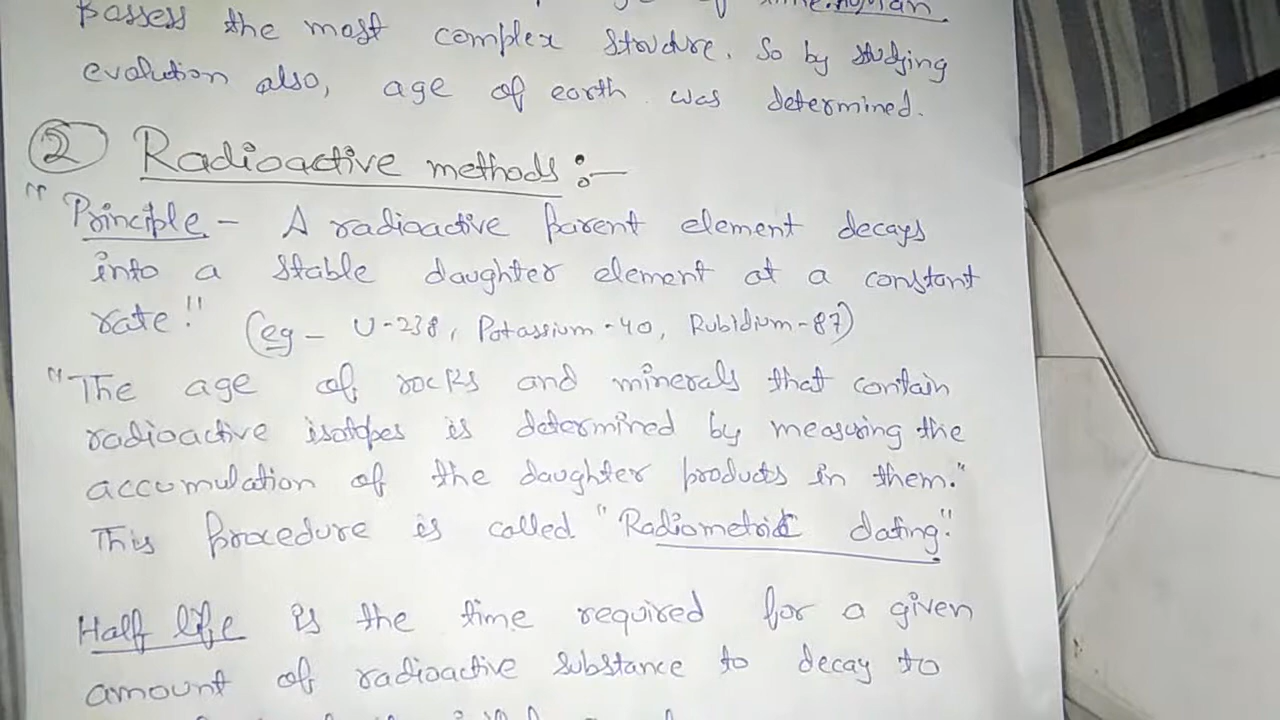 time. Human
possess the most complex structure. So by studying
evolution also, age of earth was determined.
② Radioactive methods :-
"Principle - A radioactive parent element decays
into a stable daughter element at a constant
rate." (eg - U-238, Potassium-40, Rubidium-87)
"The age of rocks and minerals that contain
radioactive isotopes is determined by measuring the
accumulation of the daughter products in them."
This procedure is called "Radiometric dating."
Half life is the time required for a given
amount of radioactive substance to decay to